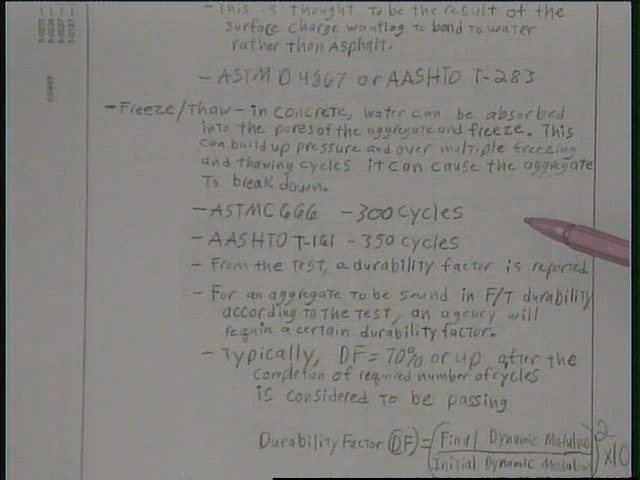 - This is thought to be the result of the
surface charge wanting to bond to water
rather than Asphalt.
- ASTM D 4867 or AASHTO T-283
- Freeze/Thaw - in concrete, water can be absorbed
into the pores of the aggregate and freeze. This
can build up pressure and over multiple freezing
and thawing cycles it can cause the aggregate
to break down.
- ASTM C 666 - 300 cycles
- AASHTO T-161 - 350 cycles
- From the test, a durability factor is reported
- For an aggregate to be sound in F/T durability
according to the test, an agency will
require a certain durability factor.
- Typically, DF = 70% or up after the
completion of required number of cycles
is considered to be passing
Durability Factor (DF) = (Final Dynamic Modulous / Initial Dynamic Modulous)² × 10